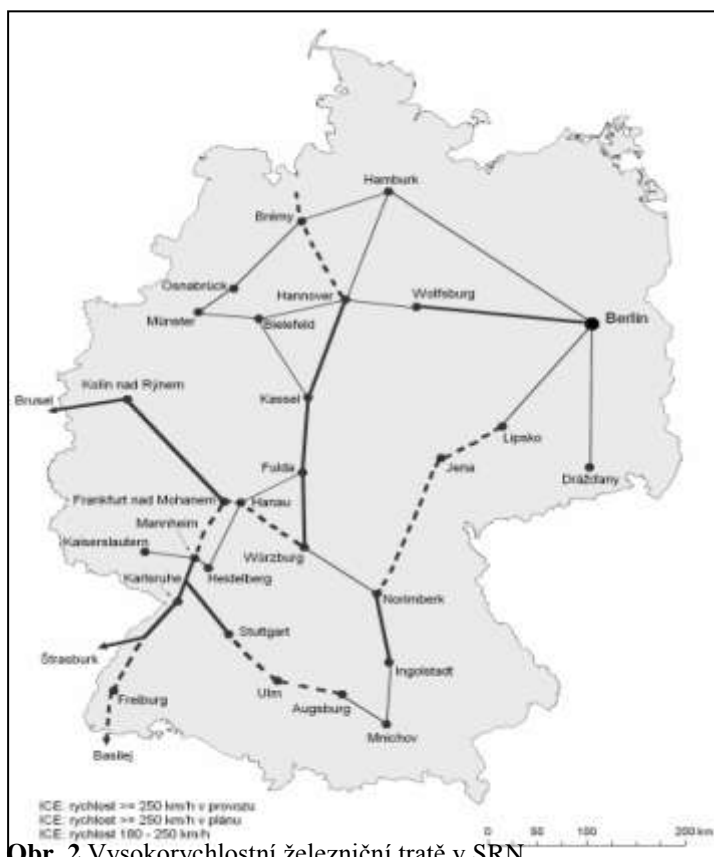 Hamburk
Brémy
Osnabrück
Hannover
Wolfsburg
Münster
Bielefeld
Berlín
Kolín nad Rýnem
Brusel
Kassel
Lipsko
Fulda
Jena
Drážďany
Frankfurt nad Mohanem
Hanau
Mannheim
Kaiserslautern
Würzburg
Heidelberg
Karlsruhe
Norimberk
Stuttgart
Štrasburk
Ingolstadt
Ulm
Freiburg
Augsburg
Mnichov
Basilej
ICE: rychlost >= 250 km/h v provozu
ICE: rychlost >= 250 km/h v plánu
ICE: rychlost 180 - 250 km/h
0 50 100 200 km
Obr. 2 Vysokorychlostní železniční tratě v SRN